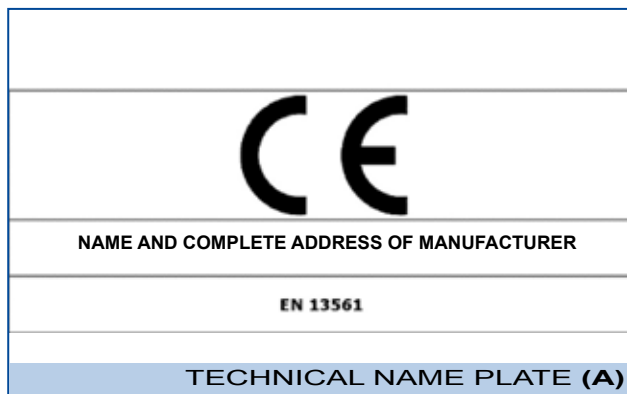 CE
NAME AND COMPLETE ADDRESS OF MANUFACTURER
EN 13561
TECHNICAL NAME PLATE (A)